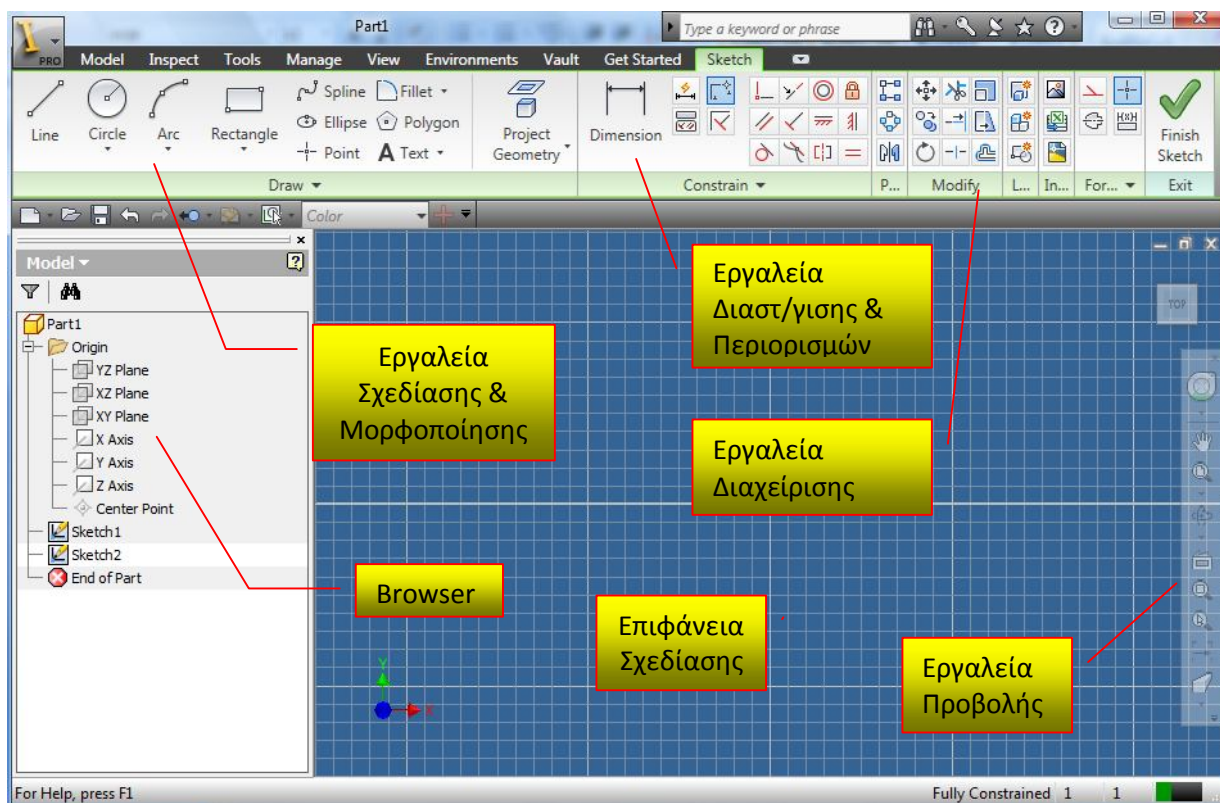 Part1
Type a keyword or phrase
PRO Model Inspect Tools Manage View Environments Vault Get Started Sketch
Line
Circle
Arc
Rectangle
Spline
Fillet
Ellipse
Polygon
Point
A Text
Project
Geometry
Dimension
Finish
Sketch
Draw
Constrain
P...
Modify
L...
In...
For...
Exit
Color
Model
Part1
Origin
YZ Plane
XZ Plane
XY Plane
X Axis
Y Axis
Z Axis
Center Point
Sketch1
Sketch2
End of Part
Εργαλεία
Σχεδίασης &
Μορφοποίησης
Εργαλεία
Διαστ/γισης &
Περιορισμών
Εργαλεία
Διαχείρισης
Browser
Επιφάνεια
Σχεδίασης
Εργαλεία
Προβολής
TOP
Y
X
For Help, press F1
Fully Constrained 1 1